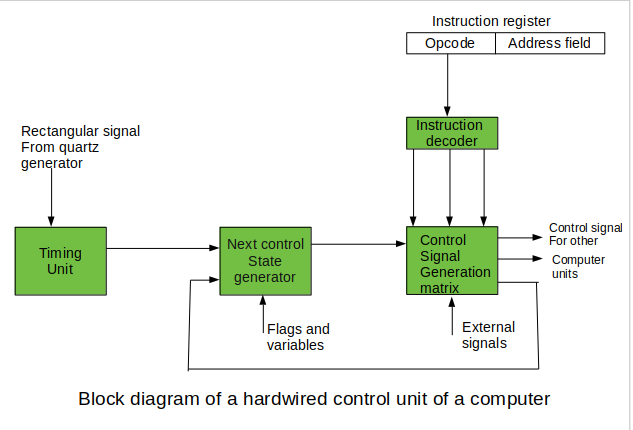 Instruction register
Opcode
Address field
Instruction
decoder
Rectangular signal
From quartz
generator
Timing
Unit
Next control
State
generator
Control
Signal
Generation
matrix
Control signal
For other
Computer
units
Flags and
variables
External
signals
Block diagram of a hardwired control unit of a computer